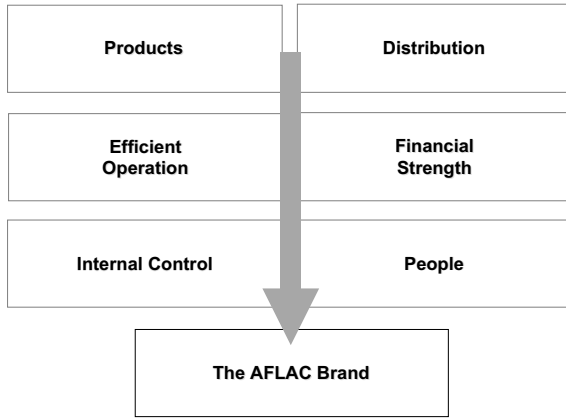 Products
Distribution
Efficient
Operation
Financial
Strength
Internal Control
People
The AFLAC Brand